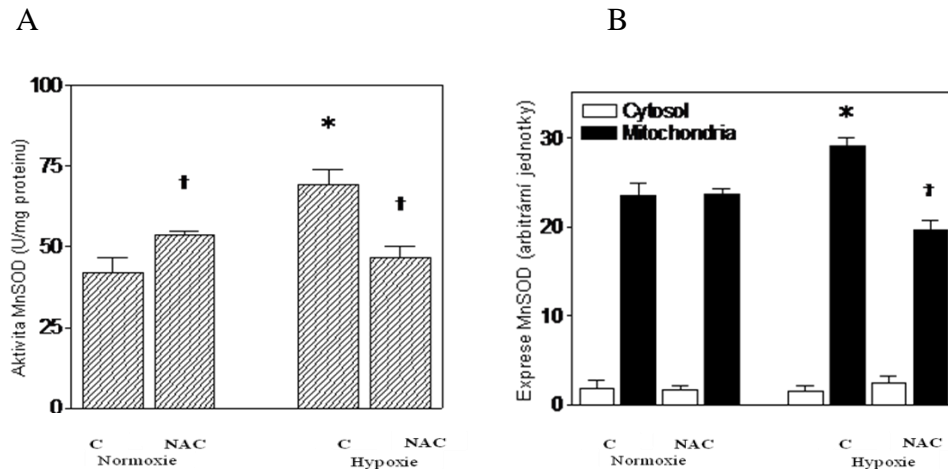 A
B
Aktivita MnSOD (U/mg proteinu)
100
75
50
25
0
†
*
†
C NAC C NAC
Normoxie Hypoxie
Exprese MnSOD (arbitrární jednotky)
30
20
10
0
Cytosol
Mitochondria
*
†
C NAC C NAC
Normoxie Hypoxie